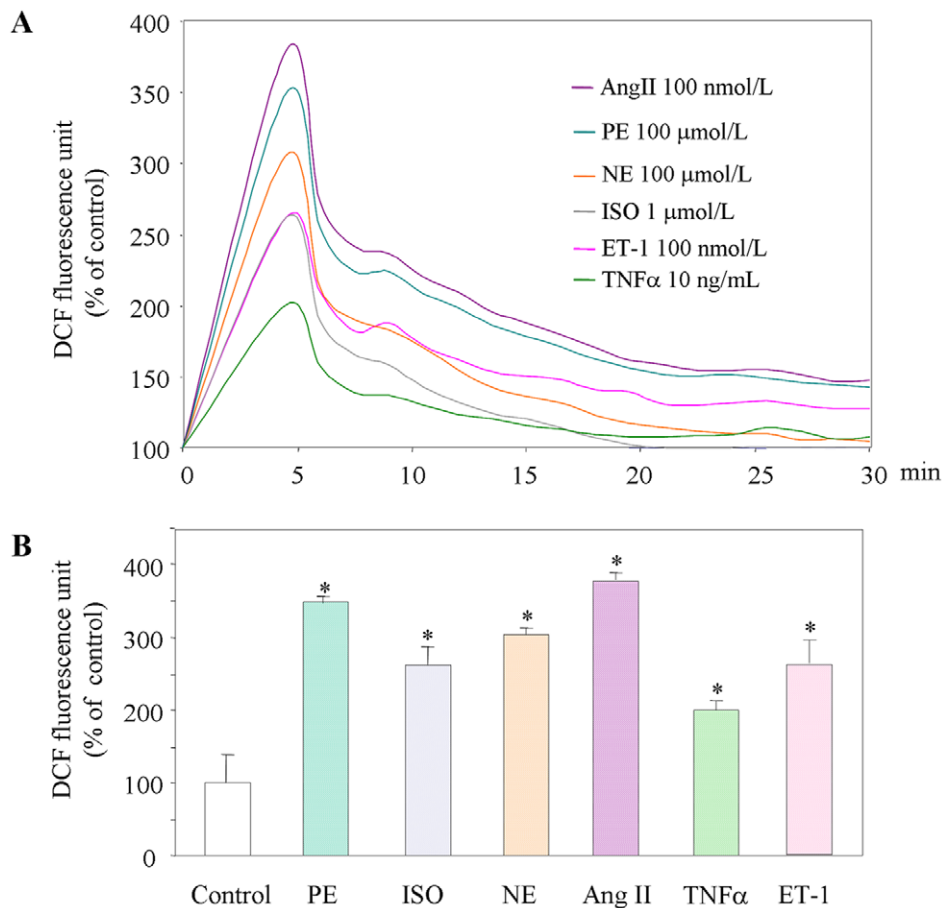 A
DCF fluorescence unit
(% of control)
400
350
300
250
200
150
100
AngII 100 nmol/L
PE 100 μmol/L
NE 100 μmol/L
ISO 1 μmol/L
ET-1 100 nmol/L
TNFα 10 ng/mL
0 5 10 15 20 25 30 min
B
DCF fluorescence unit
(% of control)
400
300
200
100
0
* * * * * *
Control PE ISO NE Ang II TNFα ET-1